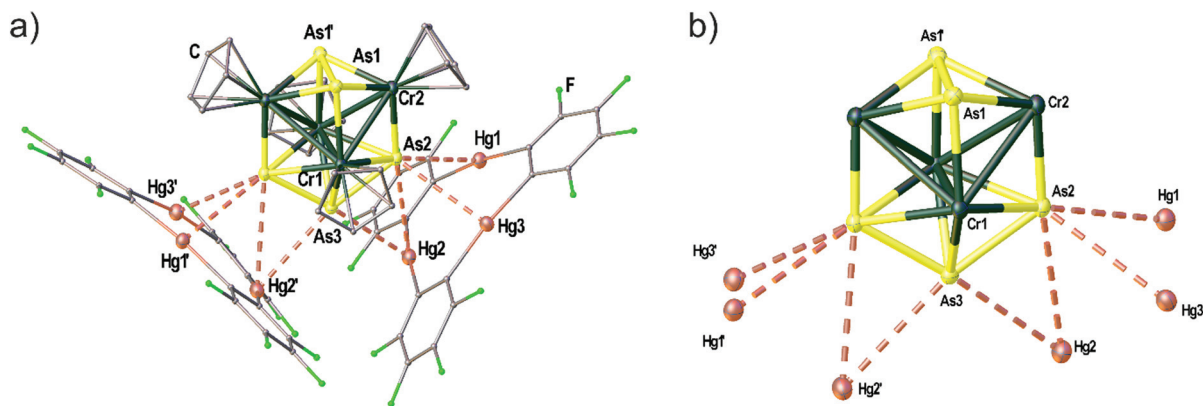 a)
As1'
As1
C
Cr2
F
As2
Hg1
Cr1
Hg3'
Hg3
As3
Hg2
Hg1'
Hg2'
b)
As1'
As1
Cr2
As2
Hg1
Cr1
Hg3'
As3
Hg3
Hg1'
Hg2
Hg2'